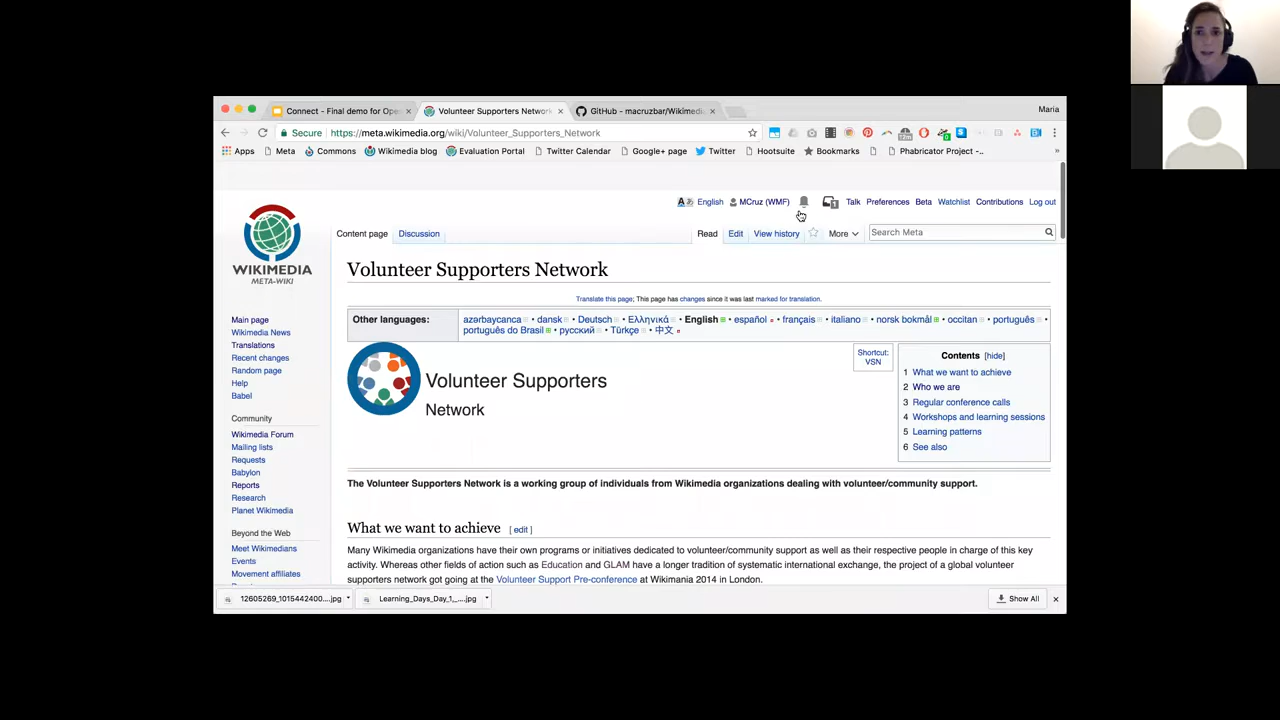 Connect - Final demo for Ope
Volunteer Supporters Network
GitHub - macruzbar/Wikimedi
Maria
Secure https://meta.wikimedia.org/wiki/Volunteer_Supporters_Network
Apps Meta Commons Wikimedia blog Evaluation Portal Twitter Calendar Google+ page Twitter Hootsuite Bookmarks Phabricator Project -..
English MCruz (WMF) 1 Talk Preferences Beta Watchlist Contributions Log out
Content page Discussion Read Edit View history More Search Meta
WIKIMEDIA
META-WIKI
Main page
Wikimedia News
Translations
Recent changes
Random page
Help
Babel
Community
Wikimedia Forum
Mailing lists
Requests
Babylon
Reports
Research
Planet Wikimedia
Beyond the Web
Meet Wikimedians
Events
Movement affiliates
Volunteer Supporters Network
Translate this page; This page has changes since it was last marked for translation.
Other languages:
azərbaycanca • dansk • Deutsch • Ελληνικά • English • español • français • italiano • norsk bokmål • occitan • português •
português do Brasil • русский • Türkçe • 中文
Volunteer Supporters
Network
Shortcut:
VSN
Contents [hide]
1 What we want to achieve
2 Who we are
3 Regular conference calls
4 Workshops and learning sessions
5 Learning patterns
6 See also
The Volunteer Supporters Network is a working group of individuals from Wikimedia organizations dealing with volunteer/community support.
What we want to achieve [ edit ]
Many Wikimedia organizations have their own programs or initiatives dedicated to volunteer/community support as well as their respective people in charge of this key
activity. Whereas other fields of action such as Education and GLAM have a longer tradition of systematic international exchange, the project of a global volunteer
supporters network got going at the Volunteer Support Pre-conference at Wikimania 2014 in London.
12605269_1015442400....jpg Learning_Days_Day_1_....jpg Show All